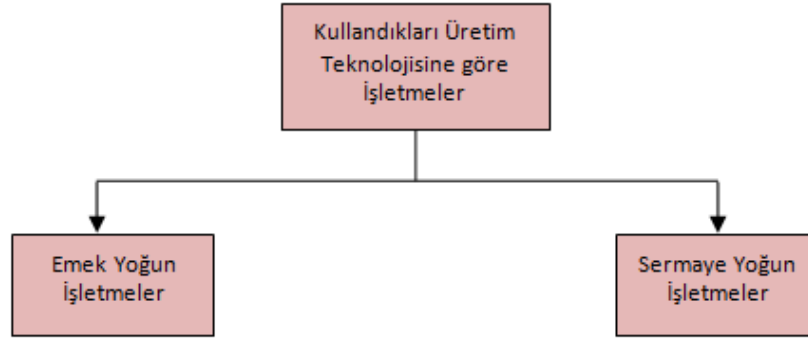 Kullandıkları Üretim
Teknolojisine göre
İşletmeler
Emek Yoğun
İşletmeler
Sermaye Yoğun
İşletmeler